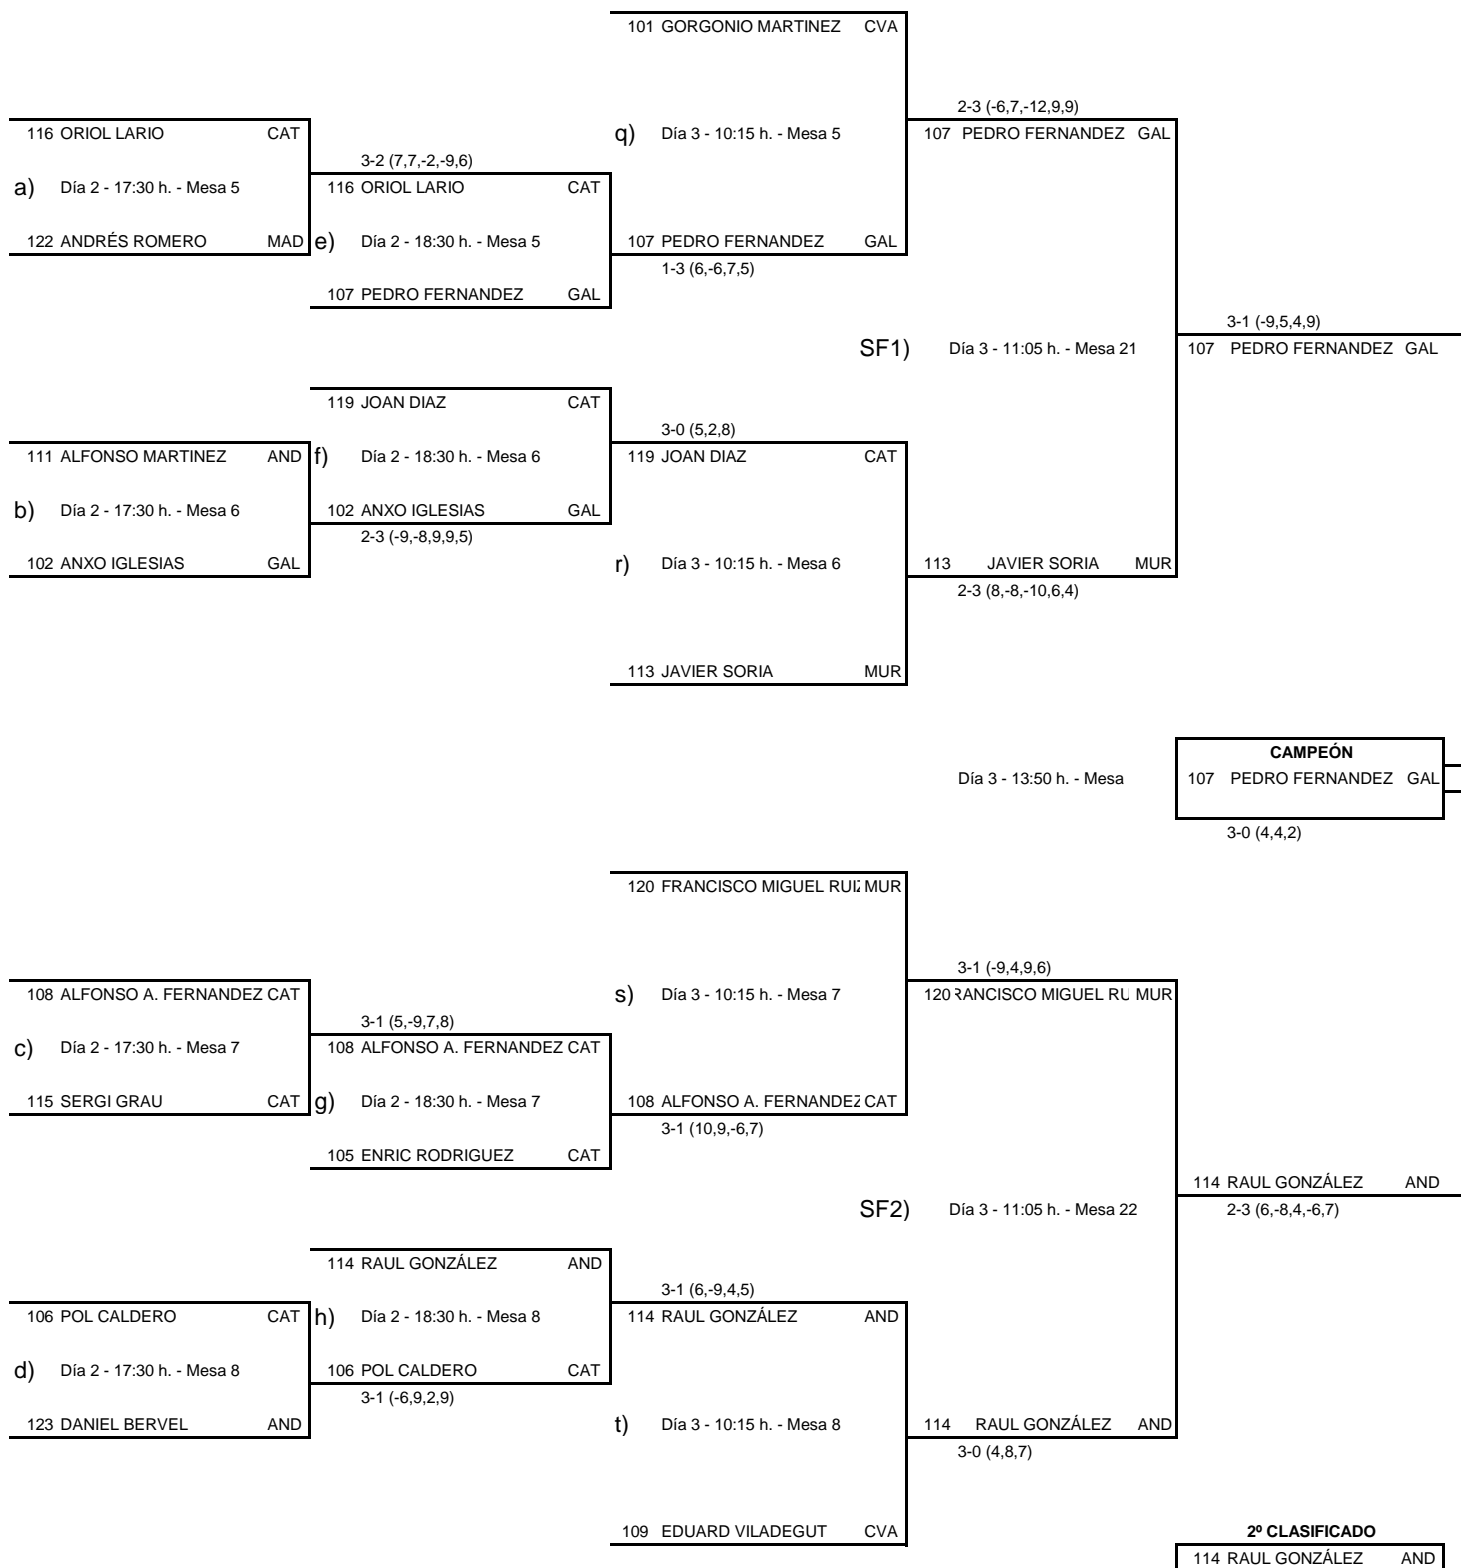 101 GORGONIO MARTINEZ CVA
2-3 (-6,7,-12,9,9)
116 ORIOL LARIO CAT
q) Día 3 - 10:15 h. - Mesa 5
107 PEDRO FERNANDEZ GAL
3-2 (7,7,-2,-9,6)
a) Día 2 - 17:30 h. - Mesa 5
116 ORIOL LARIO CAT
122 ANDRÉS ROMERO MAD
e) Día 2 - 18:30 h. - Mesa 5
107 PEDRO FERNANDEZ GAL
1-3 (6,-6,7,5)
107 PEDRO FERNANDEZ GAL
3-1 (-9,5,4,9)
SF1) Día 3 - 11:05 h. - Mesa 21
107 PEDRO FERNANDEZ GAL
119 JOAN DIAZ CAT
3-0 (5,2,8)
111 ALFONSO MARTINEZ AND
f) Día 2 - 18:30 h. - Mesa 6
119 JOAN DIAZ CAT
b) Día 2 - 17:30 h. - Mesa 6
102 ANXO IGLESIAS GAL
2-3 (-9,-8,9,9,5)
102 ANXO IGLESIAS GAL
r) Día 3 - 10:15 h. - Mesa 6
113 JAVIER SORIA MUR
2-3 (8,-8,-10,6,4)
113 JAVIER SORIA MUR
CAMPEÓN
Día 3 - 13:50 h. - Mesa
107 PEDRO FERNANDEZ GAL
3-0 (4,4,2)
120 FRANCISCO MIGUEL RUIZ MUR
3-1 (-9,4,9,6)
108 ALFONSO A. FERNANDEZ CAT
s) Día 3 - 10:15 h. - Mesa 7
120 RANCISCO MIGUEL RU MUR
3-1 (5,-9,7,8)
c) Día 2 - 17:30 h. - Mesa 7
108 ALFONSO A. FERNANDEZ CAT
115 SERGI GRAU CAT
g) Día 2 - 18:30 h. - Mesa 7
108 ALFONSO A. FERNANDEZ CAT
3-1 (10,9,-6,7)
105 ENRIC RODRIGUEZ CAT
114 RAUL GONZÁLEZ AND
SF2) Día 3 - 11:05 h. - Mesa 22
2-3 (6,-8,4,-6,7)
114 RAUL GONZÁLEZ AND
3-1 (6,-9,4,5)
106 POL CALDERO CAT
h) Día 2 - 18:30 h. - Mesa 8
114 RAUL GONZÁLEZ AND
d) Día 2 - 17:30 h. - Mesa 8
106 POL CALDERO CAT
3-1 (-6,9,2,9)
123 DANIEL BERVEL AND
t) Día 3 - 10:15 h. - Mesa 8
114 RAUL GONZÁLEZ AND
3-0 (4,8,7)
109 EDUARD VILADEGUT CVA
2º CLASIFICADO
114 RAUL GONZÁLEZ AND